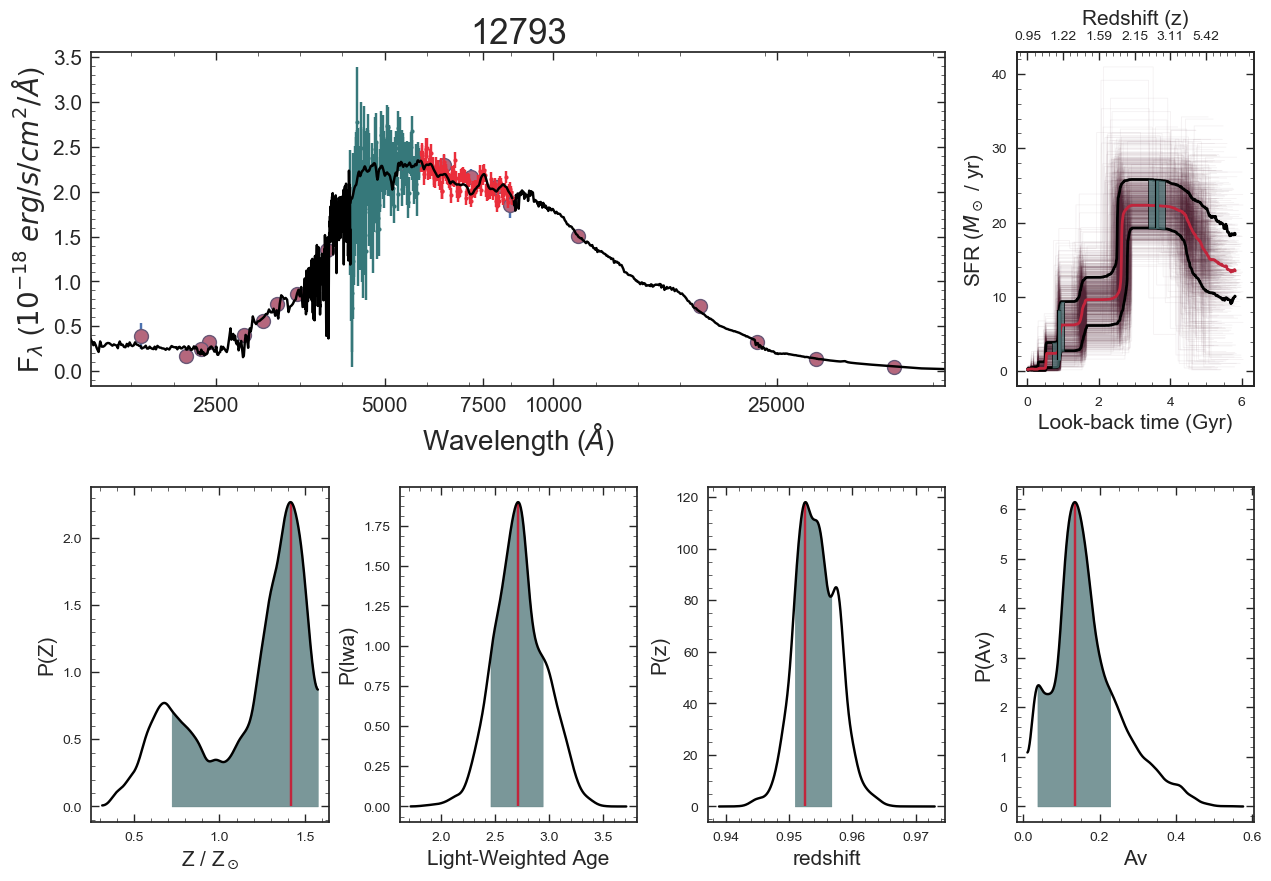 12793
F_λ (10^-18 erg/s/cm^2/Å)
3.5
3.0
2.5
2.0
1.5
1.0
0.5
0.0
2500 5000 7500 10000 25000
Wavelength (Å)
Redshift (z)
0.95 1.22 1.59 2.15 3.11 5.42
SFR (M_⊙ / yr)
40
30
20
10
0
0 2 4 6
Look-back time (Gyr)
P(Z)
2.0
1.5
1.0
0.5
0.0
0.5 1.0 1.5
Z / Z_⊙
P(lwa)
1.75
1.50
1.25
1.00
0.75
0.50
0.25
0.00
2.0 2.5 3.0 3.5
Light-Weighted Age
P(z)
120
100
80
60
40
20
0
0.94 0.95 0.96 0.97
redshift
P(Av)
6
5
4
3
2
1
0
0.0 0.2 0.4 0.6
Av